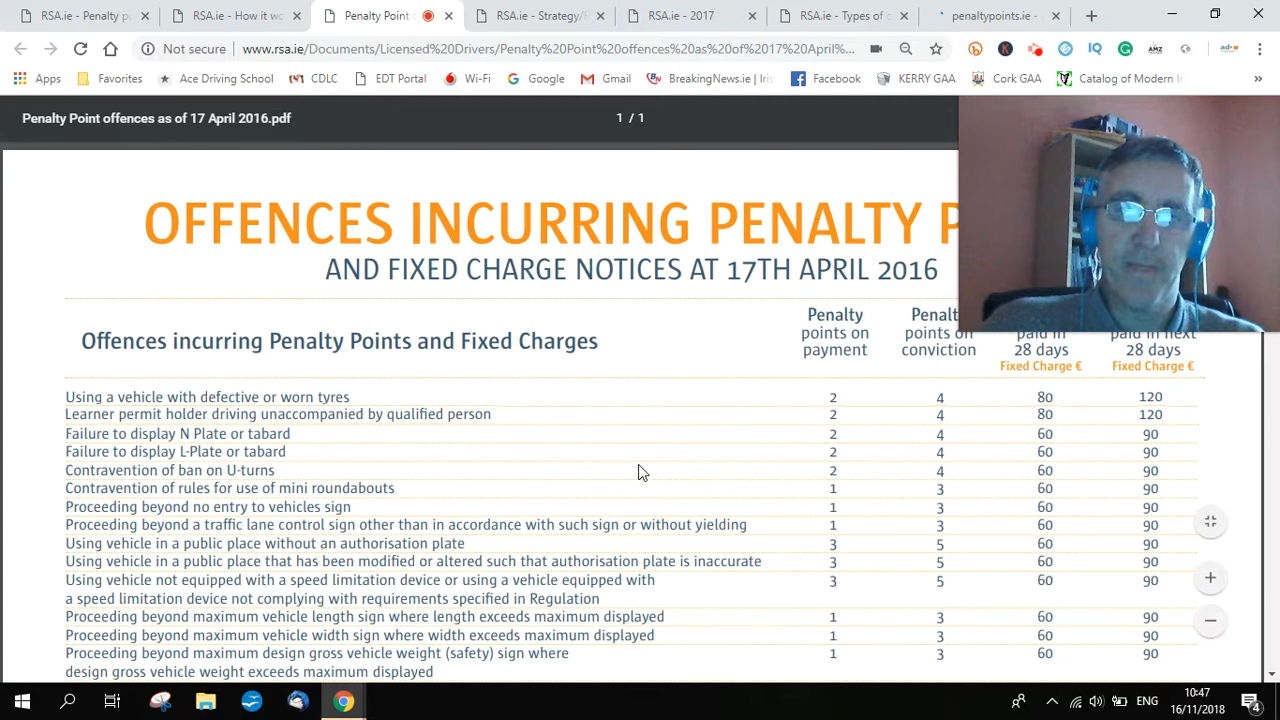 RSA.ie - Penalty po
RSA.ie - How it wo
Penalty Point o
RSA.ie - Strategy/
RSA.ie - 2017
RSA.ie - Types of o
penaltypoints.ie -
Not secure
www.rsa.ie/Documents/Licensed%20Drivers/Penalty%20Point%20offences%20as%20of%2017%20April%...
Apps
Favorites
Ace Driving School
CDLC
EDT Portal
Wi-Fi
Google
Gmail
BreakingNews.ie | Iris
Facebook
KERRY GAA
Cork GAA
Catalog of Modern In
»
Penalty Point offences as of 17 April 2016.pdf
1 / 1
OFFENCES INCURRING PENALTY P
AND FIXED CHARGE NOTICES AT 17TH APRIL 2016
Offences incurring Penalty Points and Fixed Charges
Penalty
points on
payment
Penalt
points on
conviction
paid in
28 days
Fixed Charge €
paid in next
28 days
Fixed Charge €
Using a vehicle with defective or worn tyres 2 4 80 120
Learner permit holder driving unaccompanied by qualified person 2 4 80 120
Failure to display N Plate or tabard 2 4 60 90
Failure to display L-Plate or tabard 2 4 60 90
Contravention of ban on U-turns 2 4 60 90
Contravention of rules for use of mini roundabouts 1 3 60 90
Proceeding beyond no entry to vehicles sign 1 3 60 90
Proceeding beyond a traffic lane control sign other than in accordance with such sign or without yielding 1 3 60 90
Using vehicle in a public place without an authorisation plate 3 5 60 90
Using vehicle in a public place that has been modified or altered such that authorisation plate is inaccurate 3 5 60 90
Using vehicle not equipped with a speed limitation device or using a vehicle equipped with 3 5 60 90
a speed limitation device not complying with requirements specified in Regulation
Proceeding beyond maximum vehicle length sign where length exceeds maximum displayed 1 3 60 90
Proceeding beyond maximum vehicle width sign where width exceeds maximum displayed 1 3 60 90
Proceeding beyond maximum design gross vehicle weight (safety) sign where 1 3 60 90
design gross vehicle weight exceeds maximum displayed
ENG
10:47
16/11/2018
4